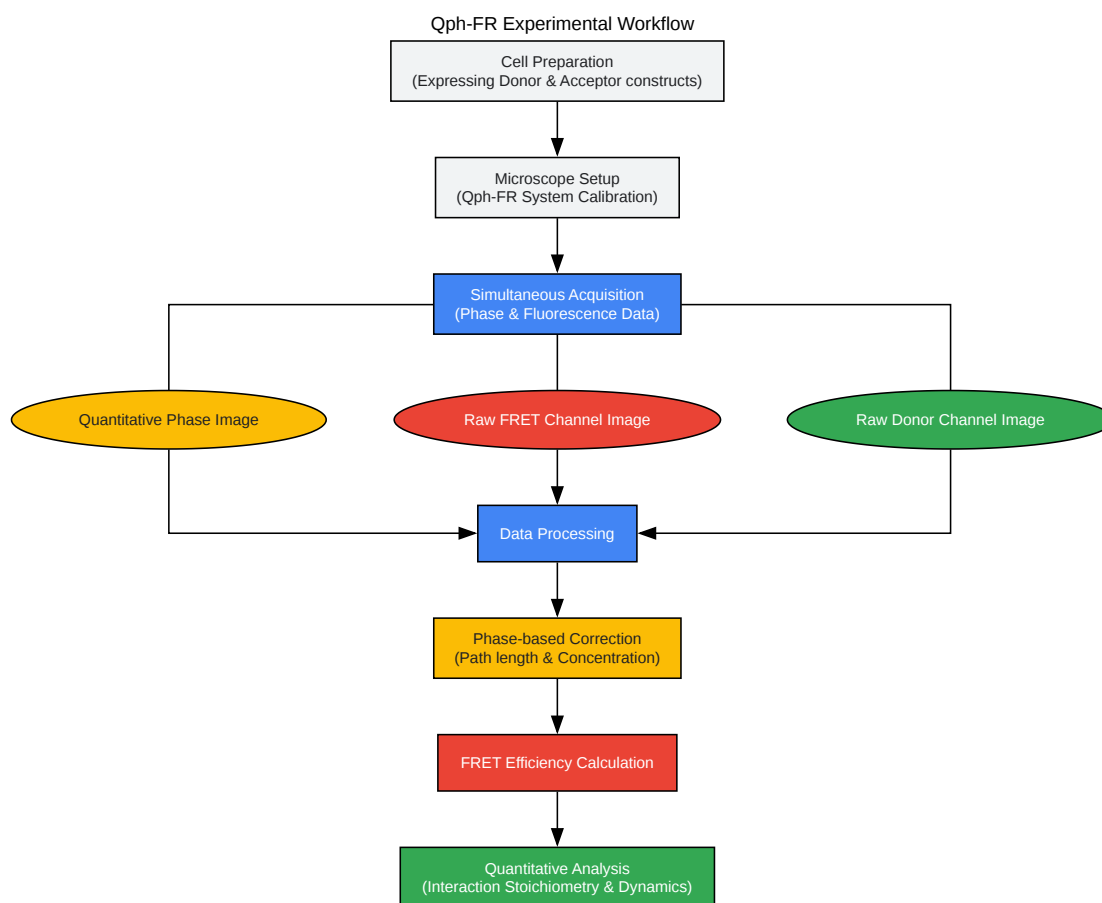 Qph-FR Experimental Workflow
Cell Preparation
(Expressing Donor & Acceptor constructs)
Microscope Setup
(Qph-FR System Calibration)
Simultaneous Acquisition
(Phase & Fluorescence Data)
Quantitative Phase Image
Raw FRET Channel Image
Raw Donor Channel Image
Data Processing
Phase-based Correction
(Path length & Concentration)
FRET Efficiency Calculation
Quantitative Analysis
(Interaction Stoichiometry & Dynamics)